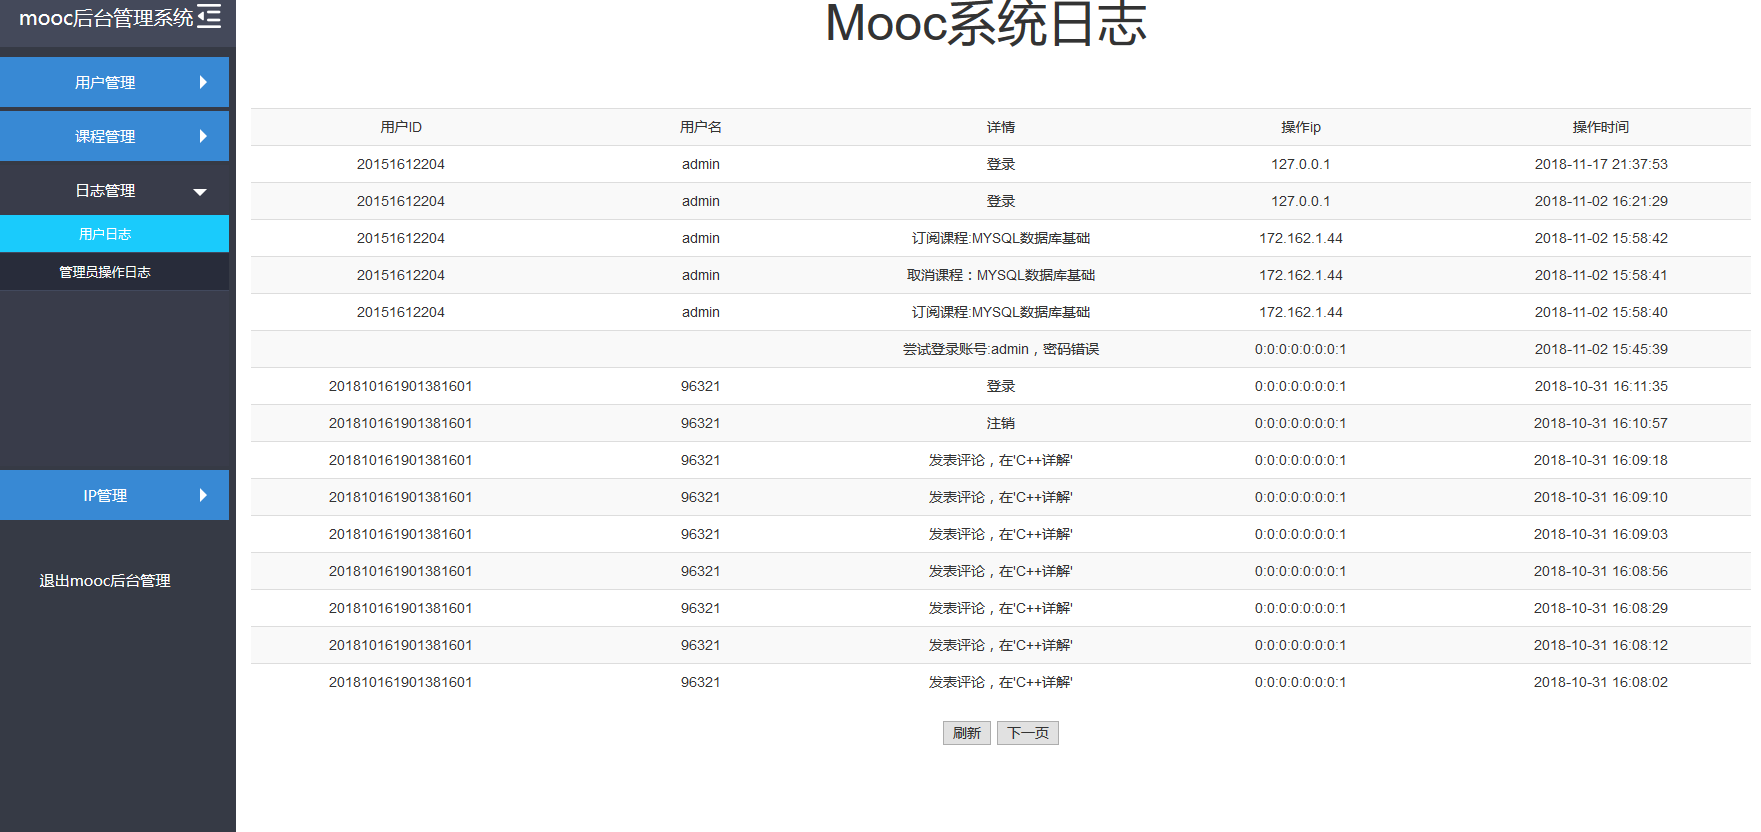 mooc后台管理系统
用户管理
课程管理
日志管理
用户日志
管理员操作日志
IP管理
退出mooc后台管理
Mooc系统日志
用户ID 用户名 详情 操作ip 操作时间
20151612204 admin 登录 127.0.0.1 2018-11-17 21:37:53
20151612204 admin 登录 127.0.0.1 2018-11-02 16:21:29
20151612204 admin 订阅课程:MYSQL数据库基础 172.162.1.44 2018-11-02 15:58:42
20151612204 admin 取消课程：MYSQL数据库基础 172.162.1.44 2018-11-02 15:58:41
20151612204 admin 订阅课程:MYSQL数据库基础 172.162.1.44 2018-11-02 15:58:40
尝试登录账号:admin，密码错误 0:0:0:0:0:0:0:1 2018-11-02 15:45:39
201810161901381601 96321 登录 0:0:0:0:0:0:0:1 2018-10-31 16:11:35
201810161901381601 96321 注销 0:0:0:0:0:0:0:1 2018-10-31 16:10:57
201810161901381601 96321 发表评论，在'C++详解' 0:0:0:0:0:0:0:1 2018-10-31 16:09:18
201810161901381601 96321 发表评论，在'C++详解' 0:0:0:0:0:0:0:1 2018-10-31 16:09:10
201810161901381601 96321 发表评论，在'C++详解' 0:0:0:0:0:0:0:1 2018-10-31 16:09:03
201810161901381601 96321 发表评论，在'C++详解' 0:0:0:0:0:0:0:1 2018-10-31 16:08:56
201810161901381601 96321 发表评论，在'C++详解' 0:0:0:0:0:0:0:1 2018-10-31 16:08:29
201810161901381601 96321 发表评论，在'C++详解' 0:0:0:0:0:0:0:1 2018-10-31 16:08:12
201810161901381601 96321 发表评论，在'C++详解' 0:0:0:0:0:0:0:1 2018-10-31 16:08:02
刷新 下一页